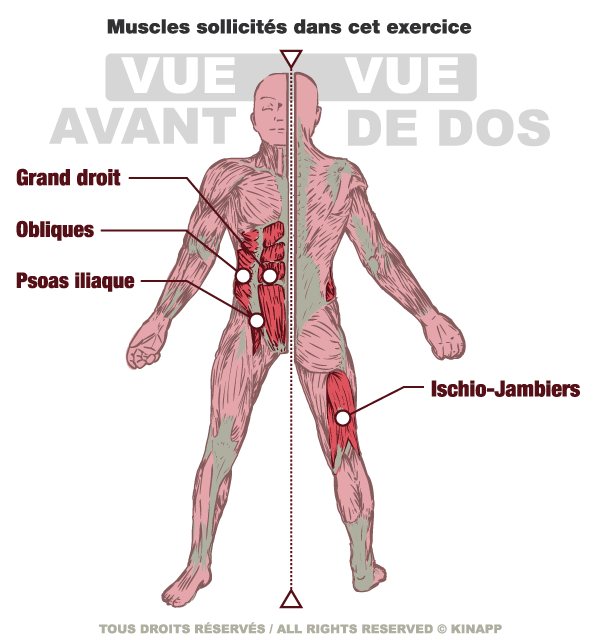 Muscles sollicités dans cet exercice
VUE VUE
AVANT DE DOS
Grand droit
Obliques
Psoas iliaque
Ischio-Jambiers
TOUS DROITS RÉSERVÉS / ALL RIGHTS RESERVED © KINAPP